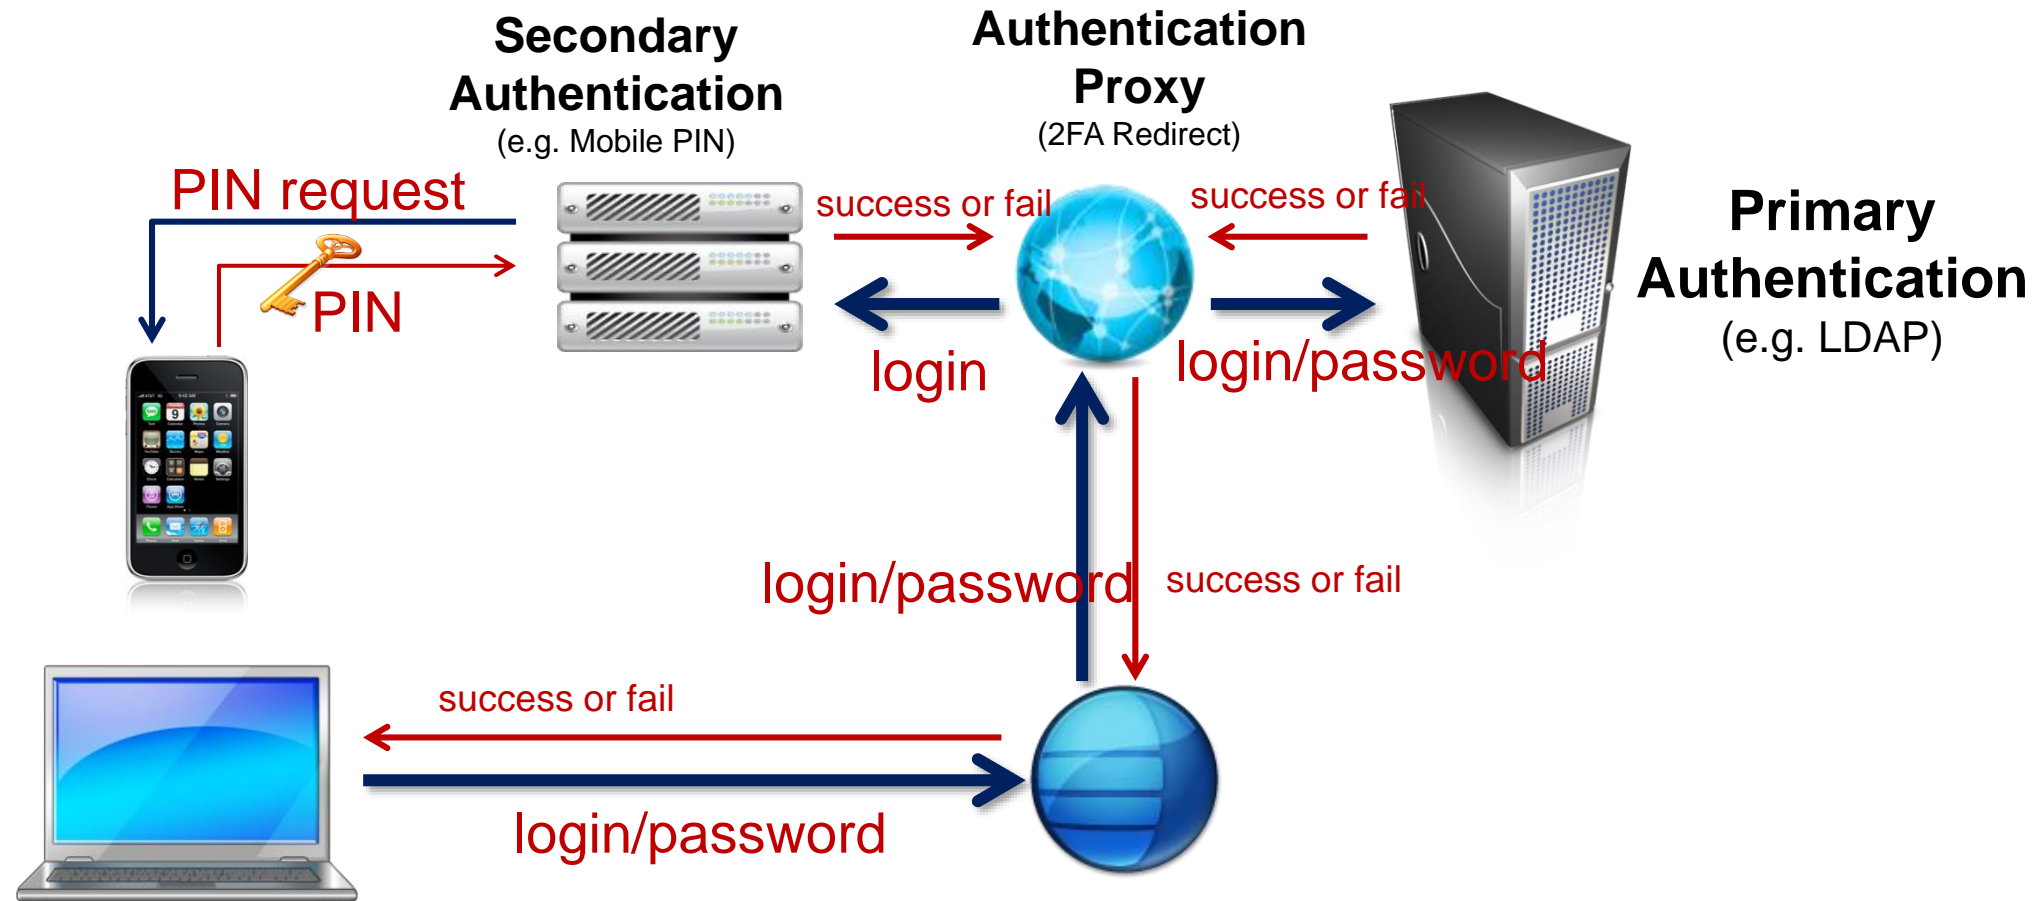 Secondary
Authentication
(e.g. Mobile PIN)
Authentication
Proxy
(2FA Redirect)
PIN request
success or fail
success or fail
Primary
Authentication
(e.g. LDAP)
PIN
login
login/password
login/password
success or fail
success or fail
login/password